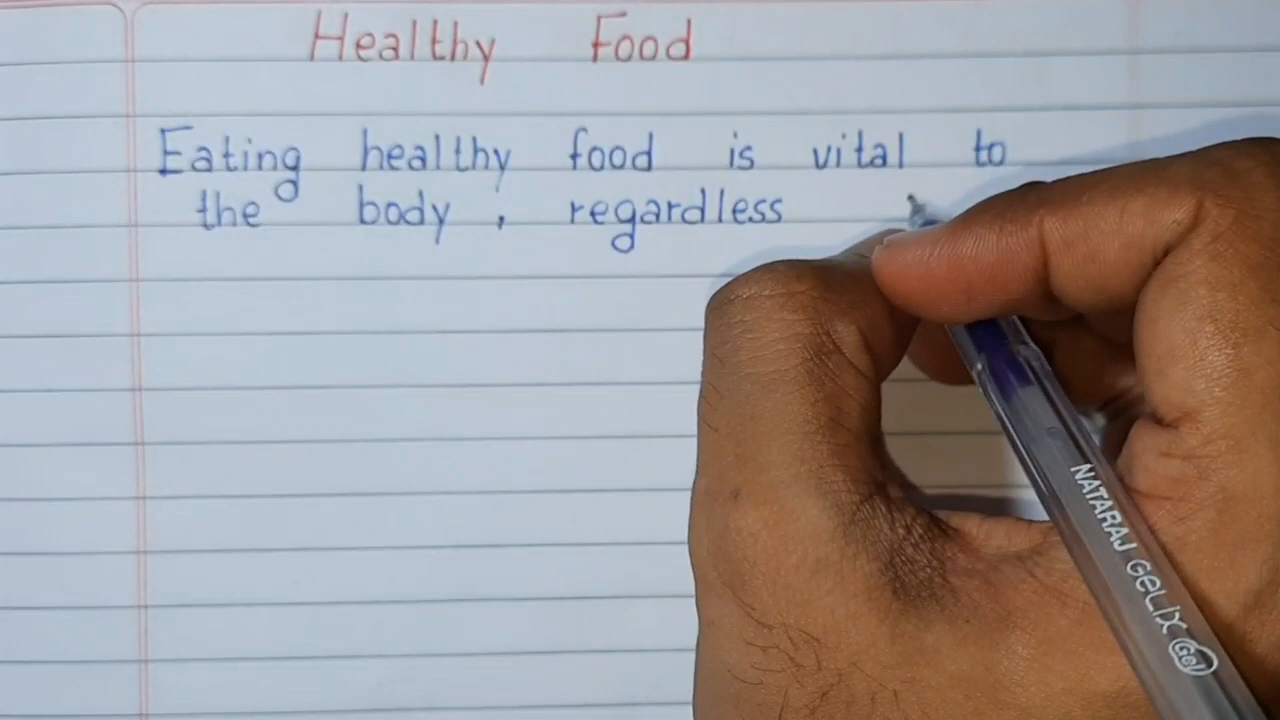 Healthy Food
Eating healthy food is vital to
the body, regardless
NATARAJ GELIX Gel